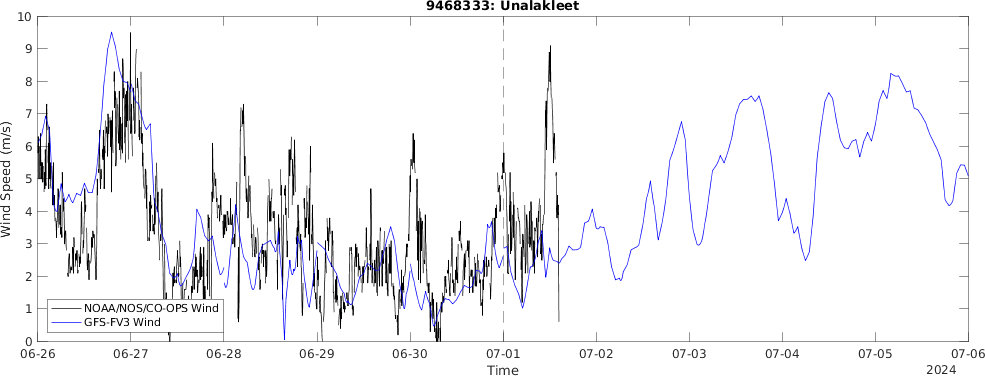 9468333: Unalakleet
10
9
8
7
6
5
4
3
2
1
0
Wind Speed (m/s)
NOAA/NOS/CO-OPS Wind
GFS-FV3 Wind
06-26 06-27 06-28 06-29 06-30 07-01 07-02 07-03 07-04 07-05 07-06
Time
2024